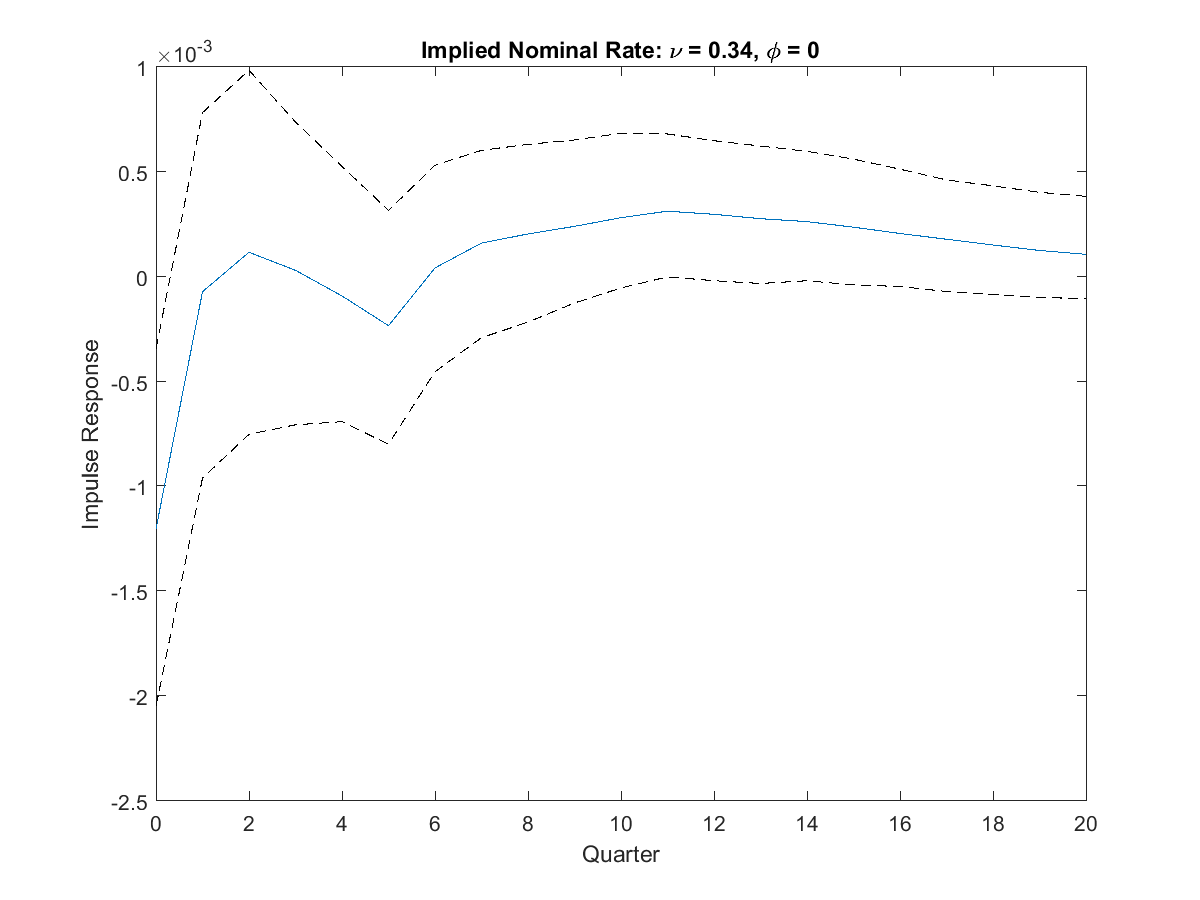 Implied Nominal Rate: ν = 0.34, ϕ = 0
×10-3
1
0.5
0
-0.5
-1
-1.5
-2
-2.5
Impulse Response
0 2 4 6 8 10 12 14 16 18 20
Quarter